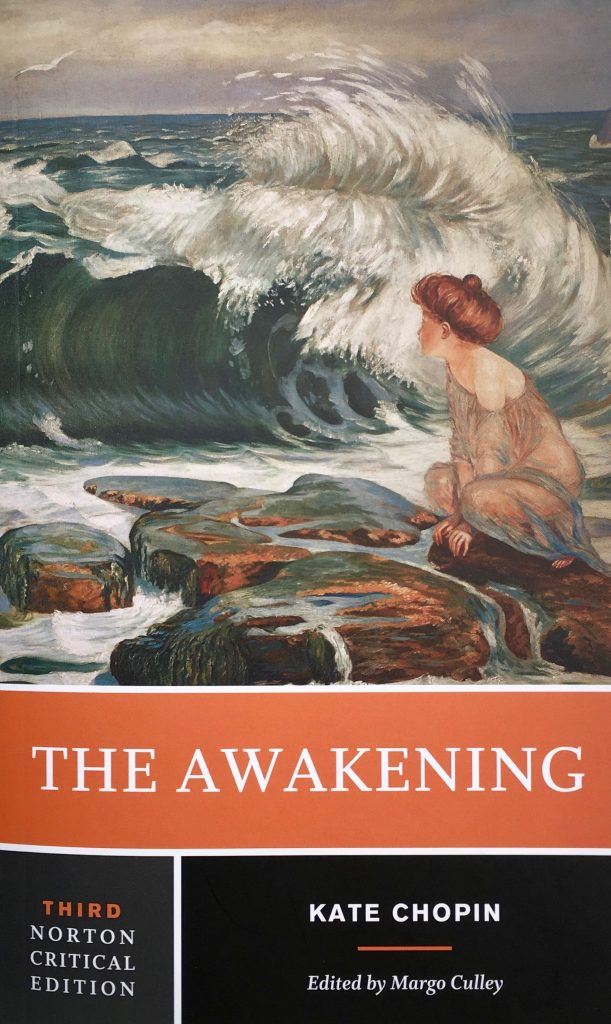 THE AWAKENING
THIRD
NORTON
CRITICAL
EDITION
KATE CHOPIN
Edited by Margo Culley